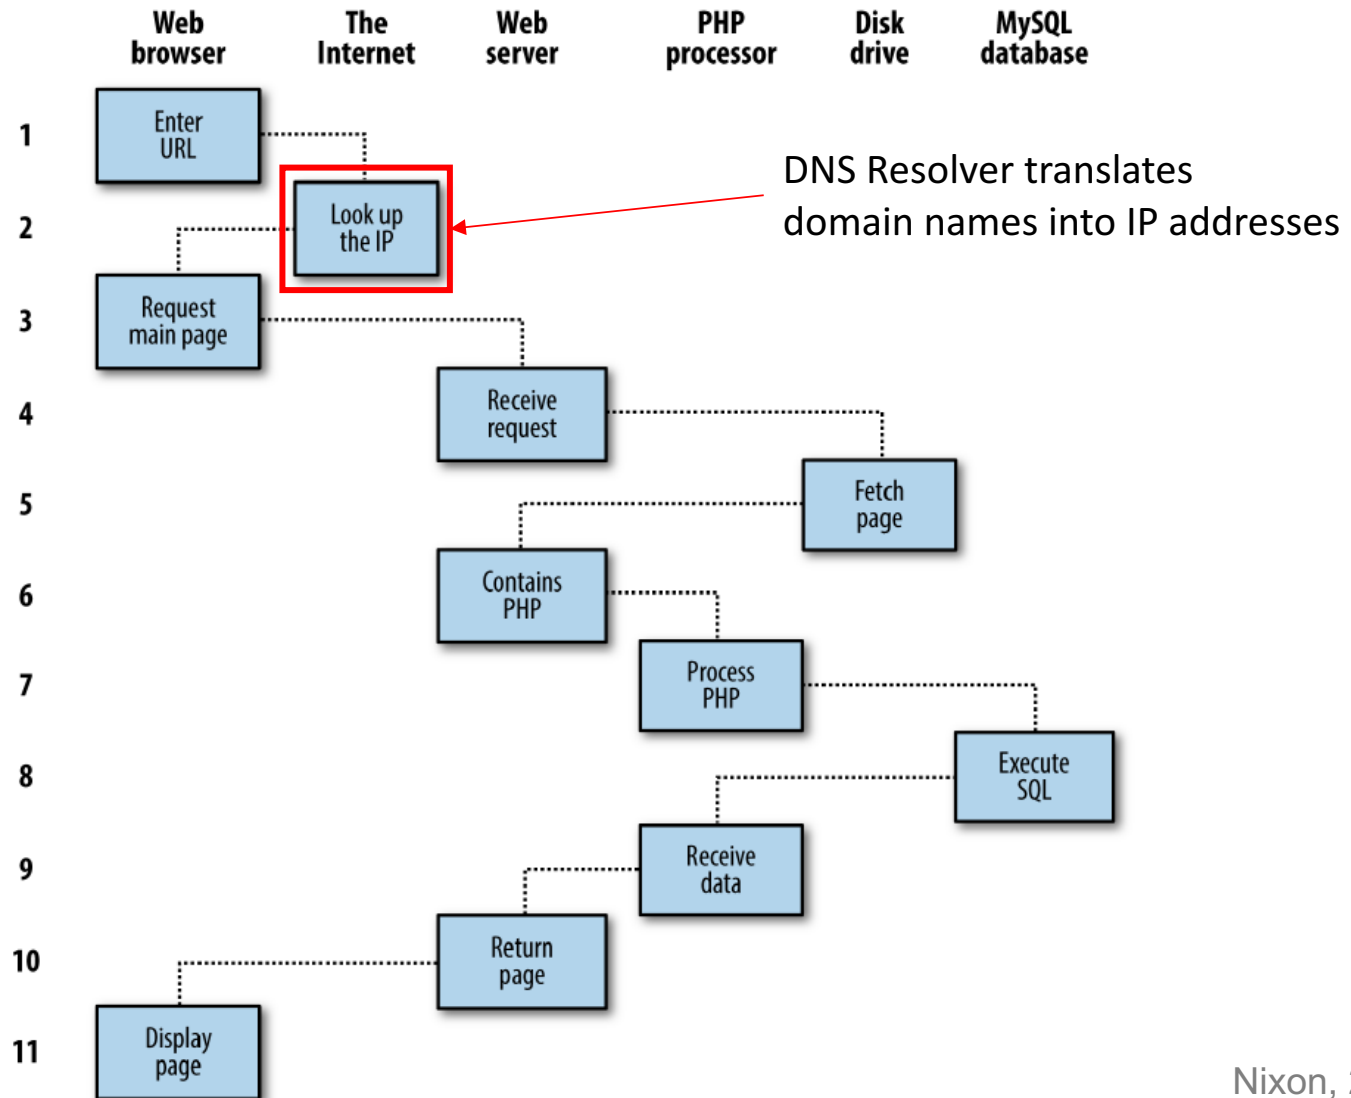 Web
browser
The
Internet
Web
server
PHP
processor
Disk
drive
MySQL
database
1
Enter
URL
DNS Resolver translates
domain names into IP addresses
2
Look up
the IP
3
Request
main page
4
Receive
request
5
Fetch
page
6
Contains
PHP
7
Process
PHP
8
Execute
SQL
9
Receive
data
10
Return
page
11
Display
page
Nixon,